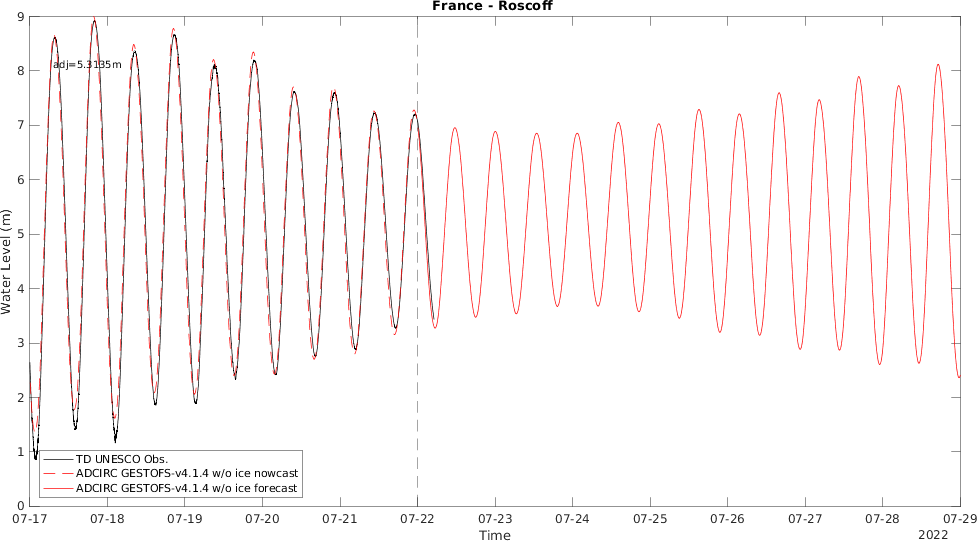 France - Roscoff
9
8
7
6
5
4
3
2
1
0
Water Level (m)
adj=5.3135m
TD UNESCO Obs.
ADCIRC GESTOFS-v4.1.4 w/o ice nowcast
ADCIRC GESTOFS-v4.1.4 w/o ice forecast
07-17 07-18 07-19 07-20 07-21 07-22 07-23 07-24 07-25 07-26 07-27 07-28 07-29
Time
2022